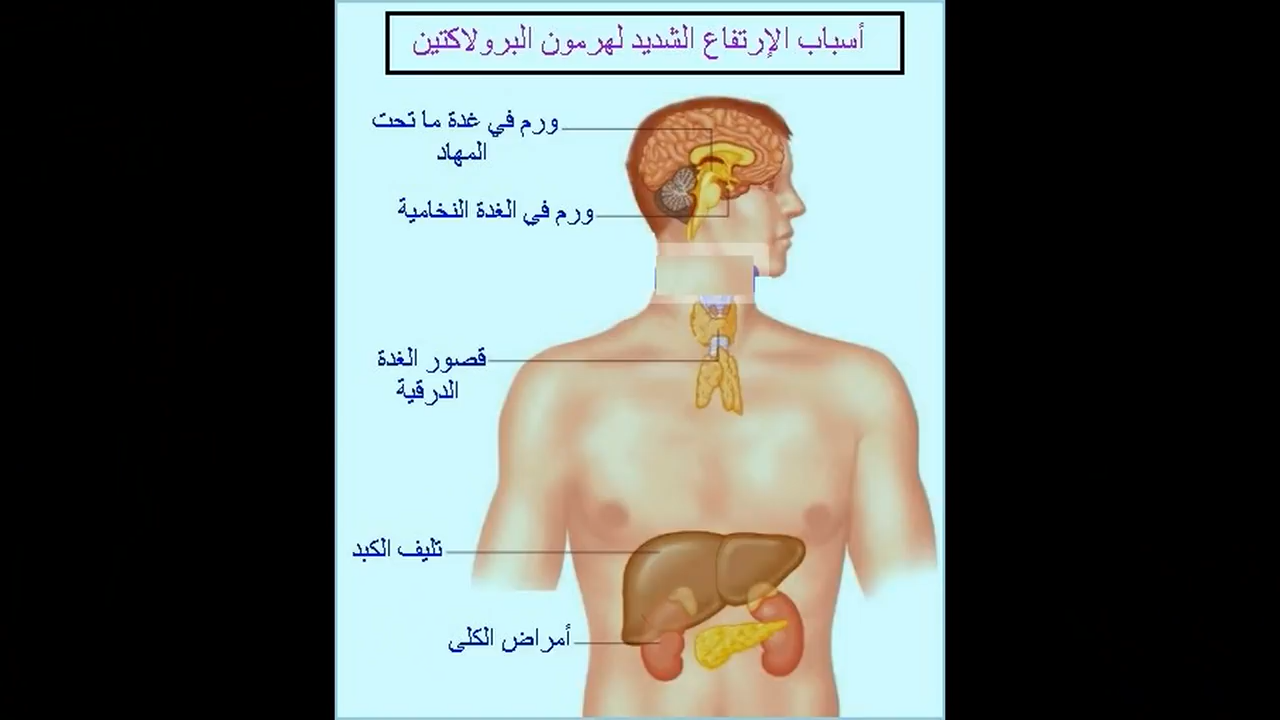 أسباب الإرتفاع الشديد لهرمون البرولاكتين
ورم في غدة ما تحت
المهاد
ورم في الغدة النخامية
قصور الغدة
الدرقية
تليف الكبد
أمراض الكلى